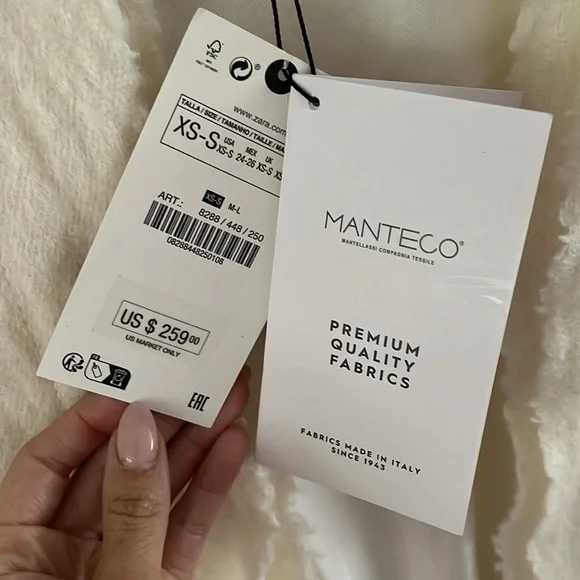 FSC
www.zara.com
TALLA / SIZE / TAMANHO / TAILLE /
XS-S
USA MEX UK
XS-S 24-26 XS-S
XS-S M-L
ART.: 8288 / 448 / 250
08288448250108
US $ 259 00
US MARKET ONLY
FR
EAC
MANTECO®
MANTELLASSI COMPAGNIA TESSILE
PREMIUM
QUALITY
FABRICS
FABRICS MADE IN ITALY
SINCE 1943